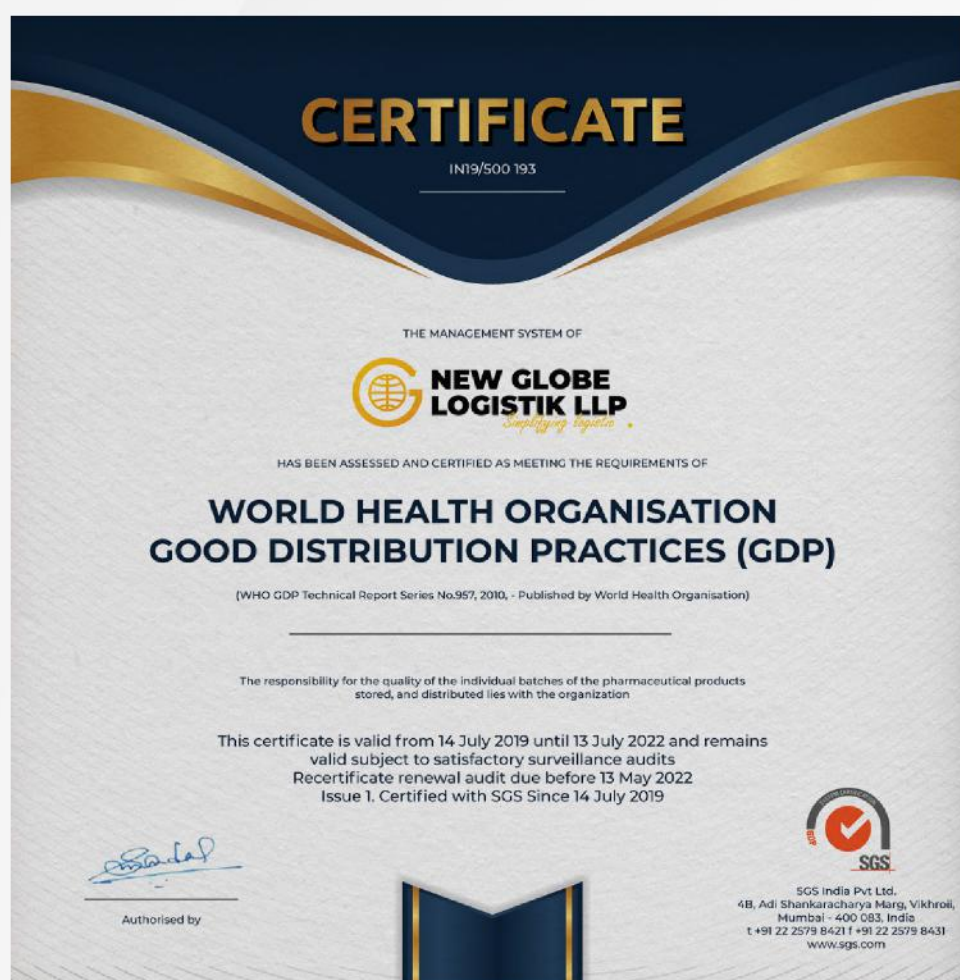 CERTIFICATE
IN19/500 193
THE MANAGEMENT SYSTEM OF
NEW GLOBE
LOGISTIK LLP
Simplifying logistic
HAS BEEN ASSESSED AND CERTIFIED AS MEETING THE REQUIREMENTS OF
WORLD HEALTH ORGANISATION
GOOD DISTRIBUTION PRACTICES (GDP)
(WHO GDP Technical Report Series No.957, 2010, - Published by World Health Organisation)
The responsibility for the quality of the individual batches of the pharmaceutical products
stored, and distributed lies with the organization
This certificate is valid from 14 July 2019 until 13 July 2022 and remains
valid subject to satisfactory surveillance audits
Recertificate renewal audit due before 13 May 2022
Issue 1. Certified with SGS Since 14 July 2019
Authorised by
SYSTEM CERTIFICATION
GDP
SGS
SGS India Pvt Ltd.
4B, Adi Shankaracharya Marg, Vikhroii,
Mumbai - 400 083, India
t +91 22 2579 8421 f +91 22 2579 8431
www.sgs.com